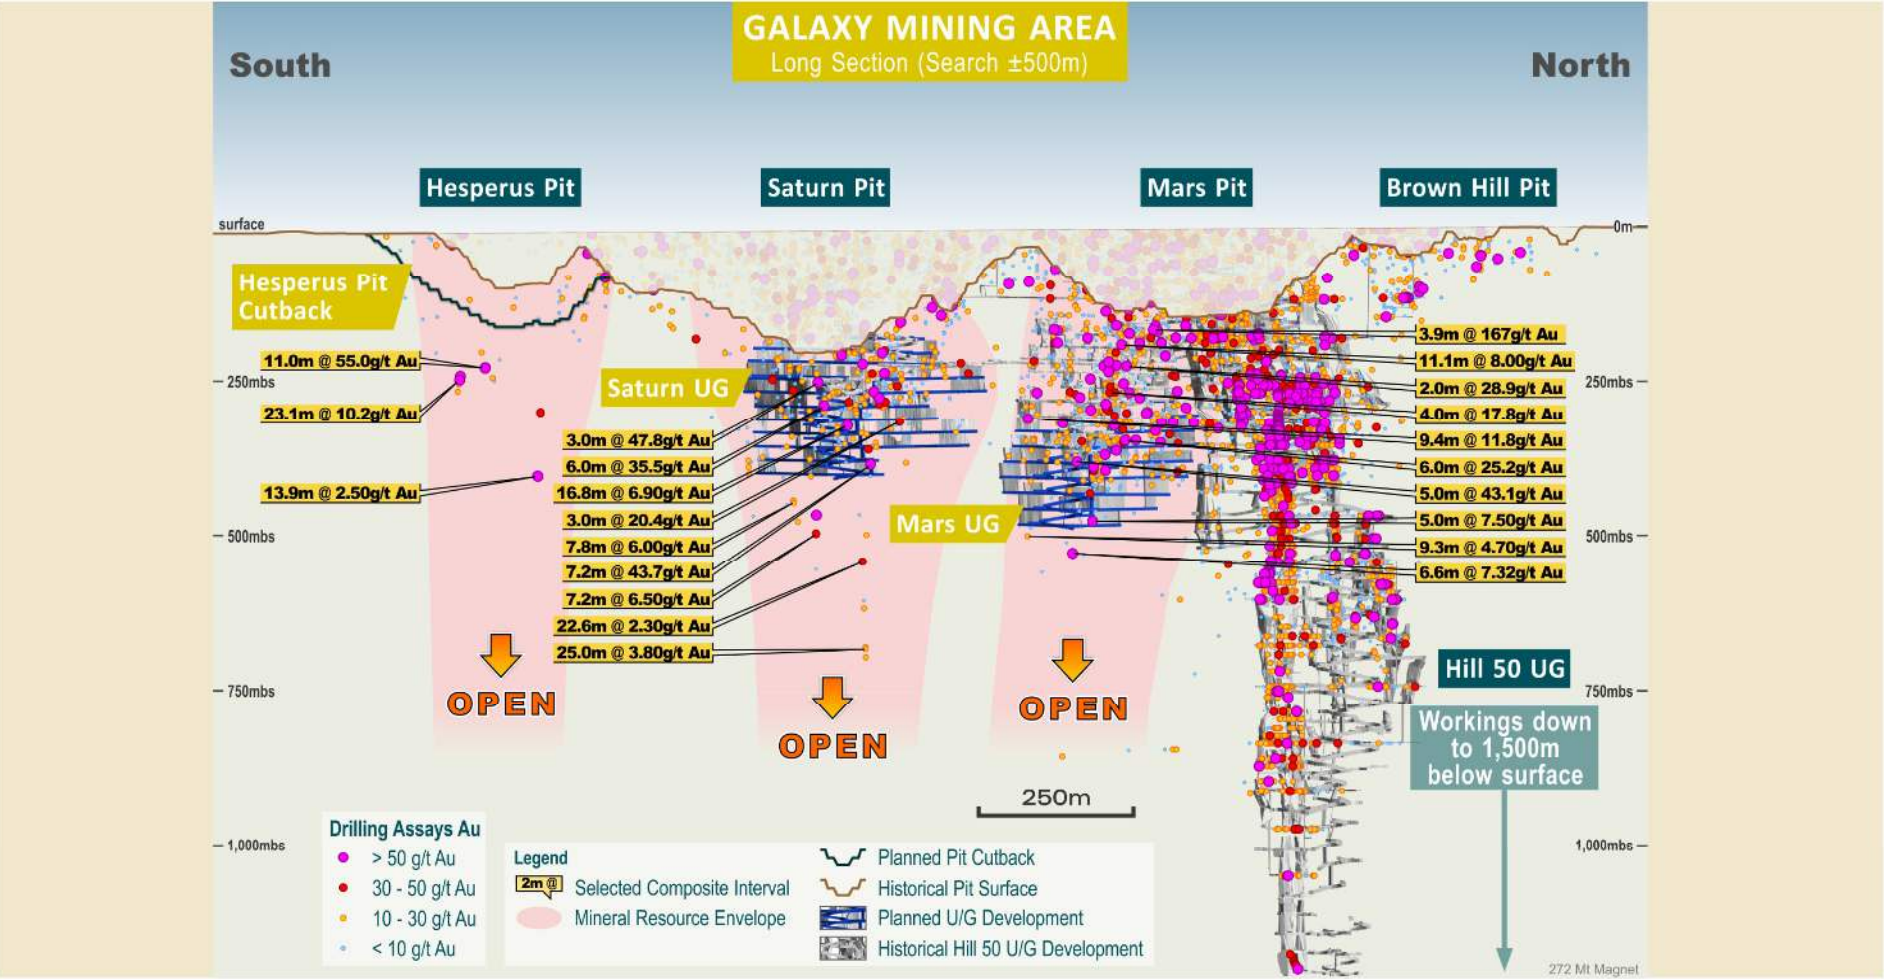 GALAXY MINING AREA
Long Section (Search ±500m)
South
North
Hesperus Pit
Saturn Pit
Mars Pit
Brown Hill Pit
surface
0m
Hesperus Pit
Cutback
11.0m @ 55.0g/t Au
250mbs
23.1m @ 10.2g/t Au
13.9m @ 2.50g/t Au
500mbs
750mbs
1,000mbs
Saturn UG
3.0m @ 47.8g/t Au
6.0m @ 35.5g/t Au
16.8m @ 6.90g/t Au
3.0m @ 20.4g/t Au
7.8m @ 6.00g/t Au
7.2m @ 43.7g/t Au
7.2m @ 6.50g/t Au
22.6m @ 2.30g/t Au
25.0m @ 3.80g/t Au
Mars UG
3.9m @ 167g/t Au
11.1m @ 8.00g/t Au
2.0m @ 28.9g/t Au
4.0m @ 17.8g/t Au
9.4m @ 11.8g/t Au
6.0m @ 25.2g/t Au
5.0m @ 43.1g/t Au
5.0m @ 7.50g/t Au
9.3m @ 4.70g/t Au
6.6m @ 7.32g/t Au
250mbs
500mbs
750mbs
1,000mbs
OPEN
OPEN
OPEN
Hill 50 UG
Workings down
to 1,500m
below surface
250m
Drilling Assays Au
> 50 g/t Au
30 - 50 g/t Au
10 - 30 g/t Au
< 10 g/t Au
Legend
2m @
Selected Composite Interval
Mineral Resource Envelope
Planned Pit Cutback
Historical Pit Surface
Planned U/G Development
Historical Hill 50 U/G Development
272 Mt Magnet